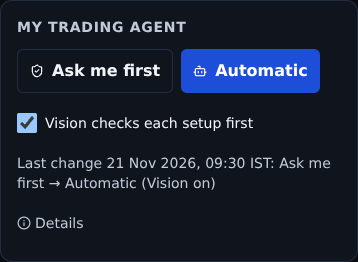 MY TRADING AGENT
Ask me first
Automatic
Vision checks each setup first
Last change 21 Nov 2026, 09:30 IST: Ask me
first → Automatic (Vision on)
Details